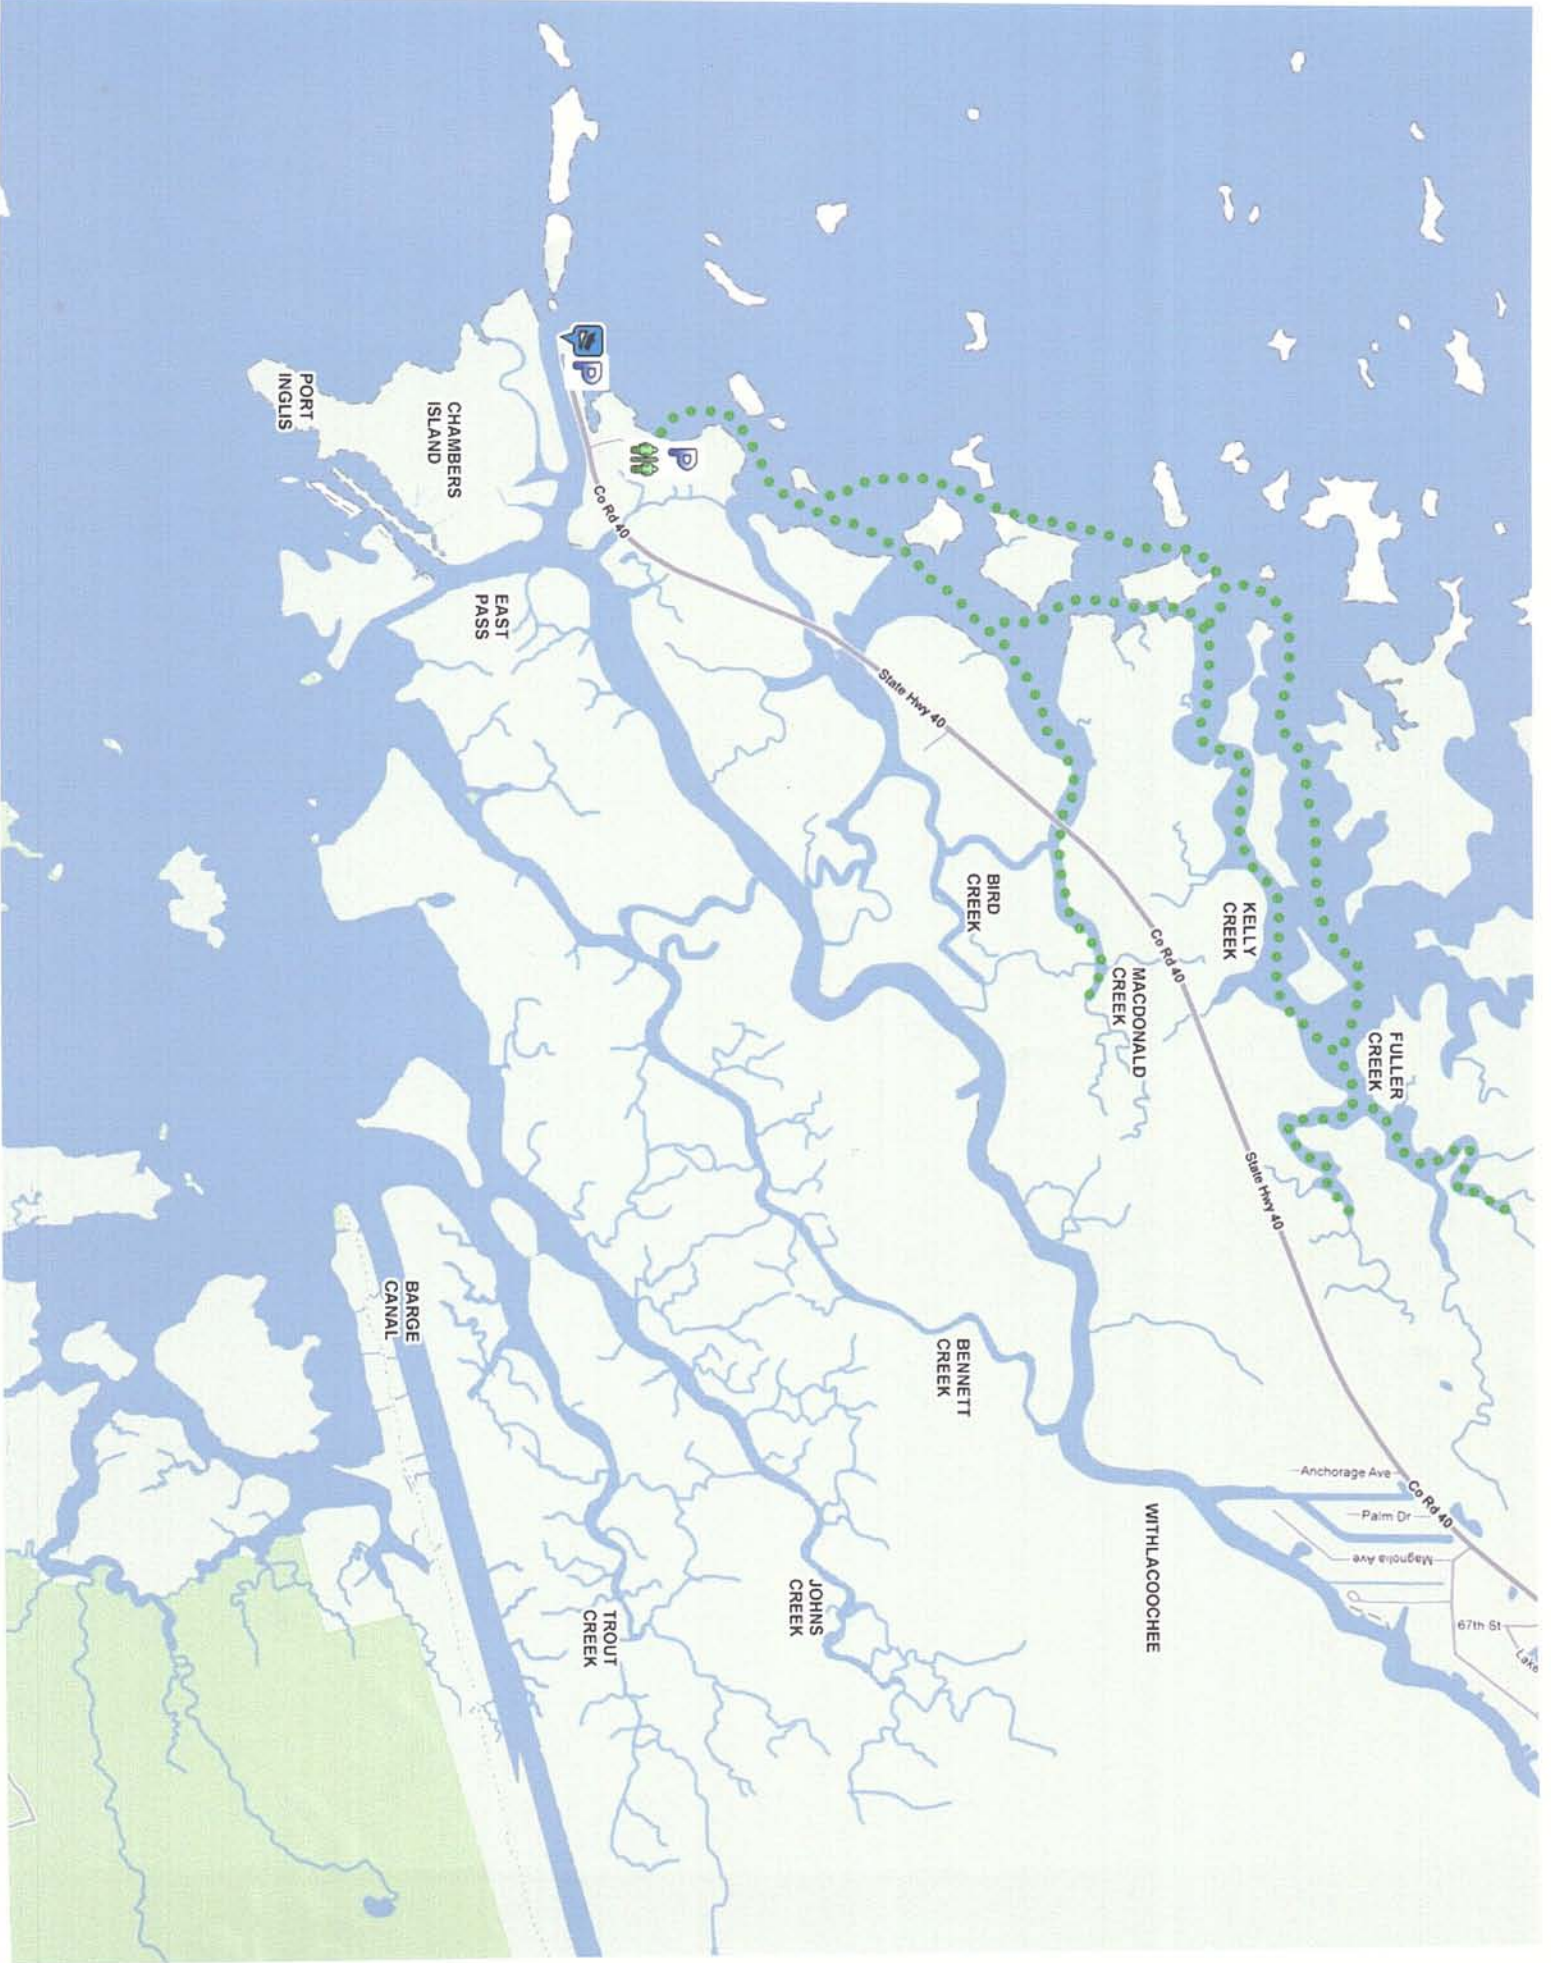 FULLER
CREEK
KELLY
CREEK
MACDONALD
CREEK
BIRD
CREEK
Co Rd 40
State Hwy 40
Co Rd 40
State Hwy 40
Co Rd 40
Anchorage Ave
Palm Dr
Magnolia Ave
67th St
Lake
WITHLACOOCHEE
BENNETT
CREEK
JOHNS
CREEK
TROUT
CREEK
BARGE
CANAL
EAST
PASS
CHAMBERS
ISLAND
PORT
INGLIS
P
P